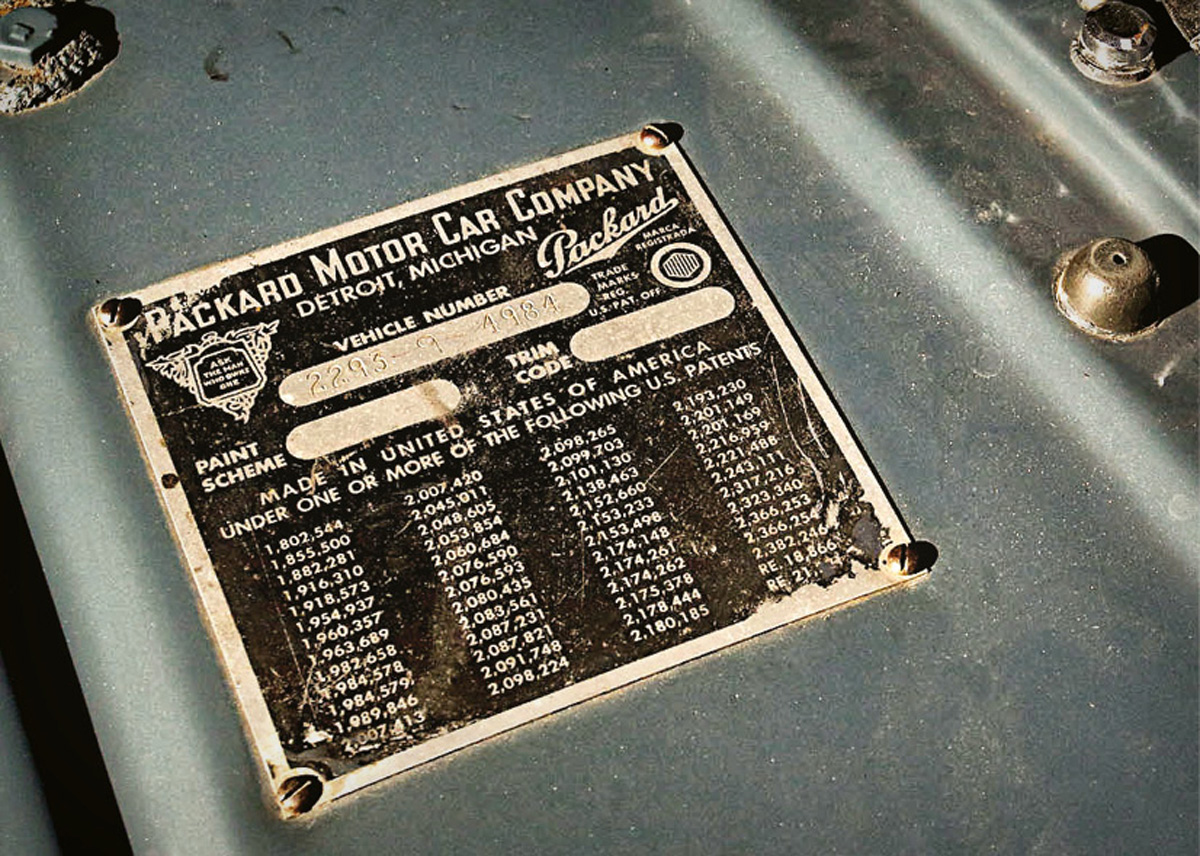 PACKARD MOTOR CAR COMPANY
DETROIT, MICHIGAN
Packard
MARCA
REGISTRADA
TRADE
MARKS
REG.
U.S. PAT. OFF.
ASK
THE MAN
WHO OWNS
ONE
VEHICLE NUMBER
2293-9-4984
TRIM
CODE
PAINT
SCHEME
MADE IN UNITED STATES OF AMERICA
UNDER ONE OR MORE OF THE FOLLOWING U.S. PATENTS
1,802,544
1,855,500
1,882,281
1,916,310
1,918,573
1,954,937
1,960,357
1,963,689
1,982,658
1,984,578
1,984,579
1,989,846
2,007,413
2,007,420
2,045,011
2,048,605
2,053,854
2,060,684
2,076,590
2,076,593
2,080,435
2,083,561
2,087,231
2,087,821
2,091,748
2,098,224
2,098,265
2,099,703
2,101,130
2,138,463
2,152,660
2,153,233
2,153,498
2,174,148
2,174,261
2,174,262
2,175,378
2,178,444
2,180,185
2,193,230
2,201,149
2,201,169
2,216,959
2,221,488
2,243,111
2,317,216
2,323,340
2,366,253
2,366,254
2,382,246
RE. 18,866
RE.